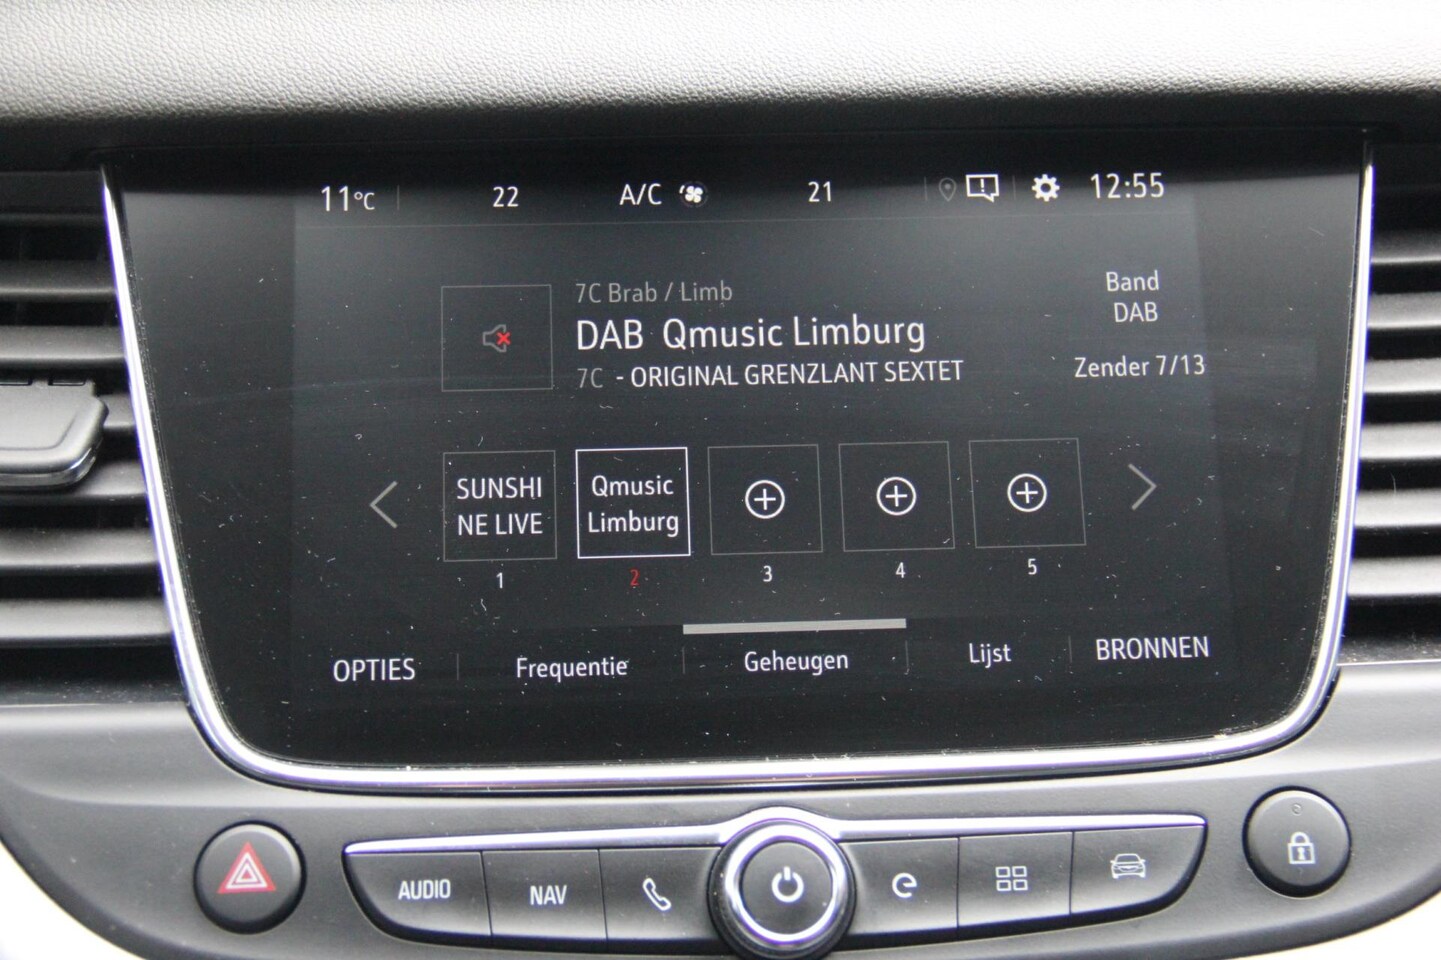 11°C 22 A/C 21 12:55
7C Brab / Limb
DAB Qmusic Limburg
7C - ORIGINAL GRENZLANT SEXTET
Band
DAB
Zender 7/13
SUNSHI
NE LIVE
Qmusic
Limburg
1 2 3 4 5
OPTIES Frequentie Geheugen Lijst BRONNEN
AUDIO NAV